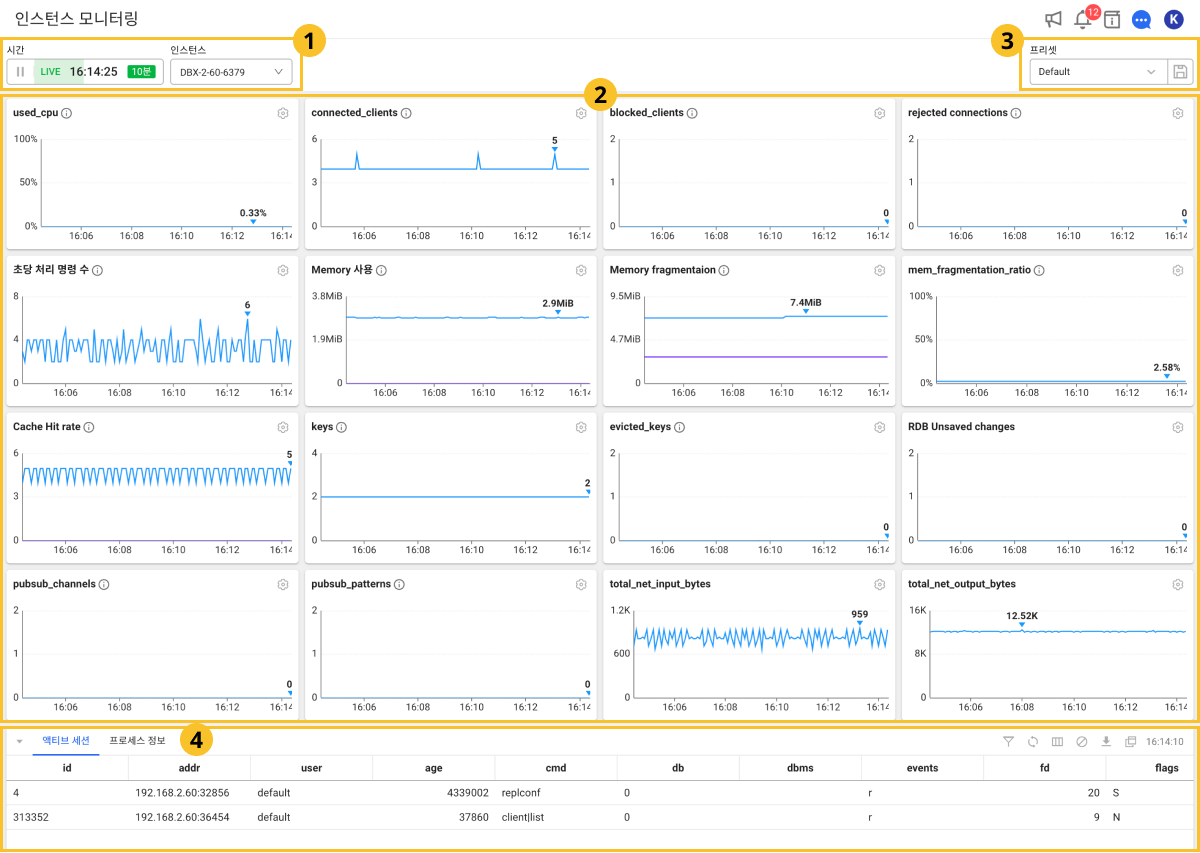 인스턴스 모니터링
12
K
시간
인스턴스
1
LIVE 16:14:25 10분
DBX-2-60-6379
3
프리셋
Default
2
used_cpu
100%
50%
0%
0.33%
16:06 16:08 16:10 16:12 16:14
connected_clients
6
3
0
5
16:06 16:08 16:10 16:12 16:14
blocked_clients
2
1
0
0
16:06 16:08 16:10 16:12 16:14
rejected connections
2
1
0
0
16:06 16:08 16:10 16:12 16:14
초당 처리 명령 수
8
4
0
6
16:06 16:08 16:10 16:12 16:14
Memory 사용
3.8MiB
1.9MiB
0
2.9MiB
16:06 16:08 16:10 16:12 16:14
Memory fragmentaion
9.5MiB
4.7MiB
0
7.4MiB
16:06 16:08 16:10 16:12 16:14
mem_fragmentation_ratio
100%
50%
0%
2.58%
16:06 16:08 16:10 16:12 16:14
Cache Hit rate
6
3
0
5
16:06 16:08 16:10 16:12 16:14
keys
4
2
0
2
16:06 16:08 16:10 16:12 16:14
evicted_keys
2
1
0
0
16:06 16:08 16:10 16:12 16:14
RDB Unsaved changes
2
1
0
0
16:06 16:08 16:10 16:12 16:14
pubsub_channels
2
1
0
0
16:06 16:08 16:10 16:12 16:14
pubsub_patterns
2
1
0
0
16:06 16:08 16:10 16:12 16:14
total_net_input_bytes
1.2K
600
0
959
16:06 16:08 16:10 16:12 16:14
total_net_output_bytes
16K
8K
0
12.52K
16:06 16:08 16:10 16:12 16:14
액티브 세션 프로세스 정보 4
16:14:10
id addr user age cmd db dbms events fd flags
4 192.168.2.60:32856 default 4339002 replconf 0 r 20 S
313352 192.168.2.60:36454 default 37860 client|list 0 r 9 N